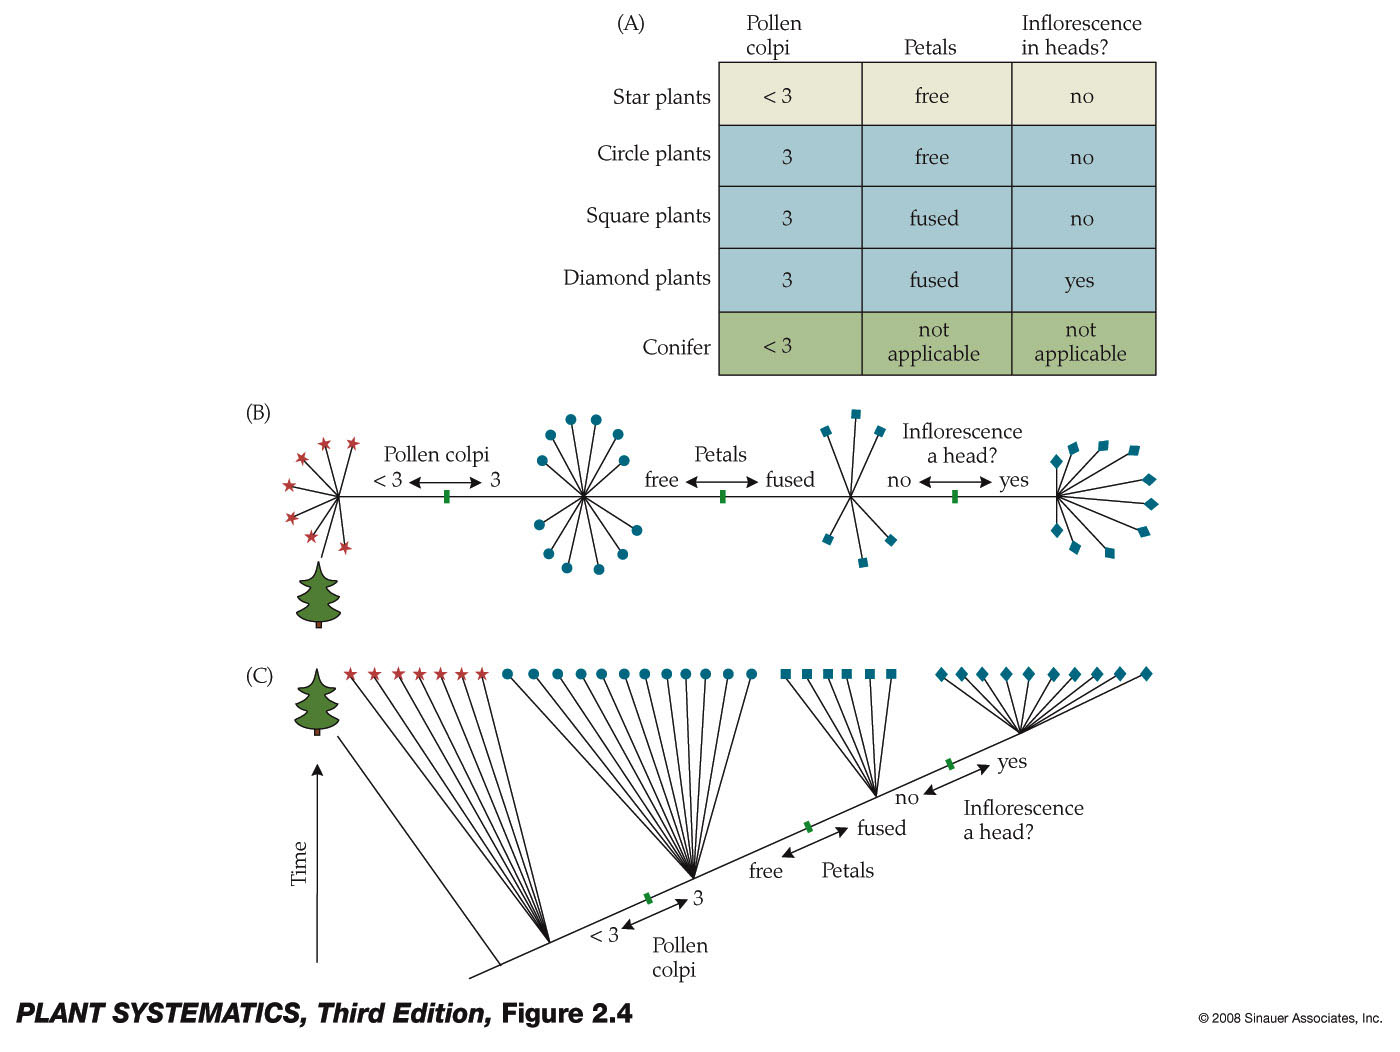 (A)
Pollen
colpi
Petals
Inflorescence
in heads?
Star plants < 3 free no
Circle plants 3 free no
Square plants 3 fused no
Diamond plants 3 fused yes
Conifer < 3 not applicable not applicable
(B)
Pollen colpi
< 3 3
Petals
free fused
Inflorescence
a head?
no yes
(C)
Time
< 3 3
Pollen
colpi
free fused
Petals
no yes
Inflorescence
a head?
PLANT SYSTEMATICS, Third Edition, Figure 2.4
© 2008 Sinauer Associates, Inc.